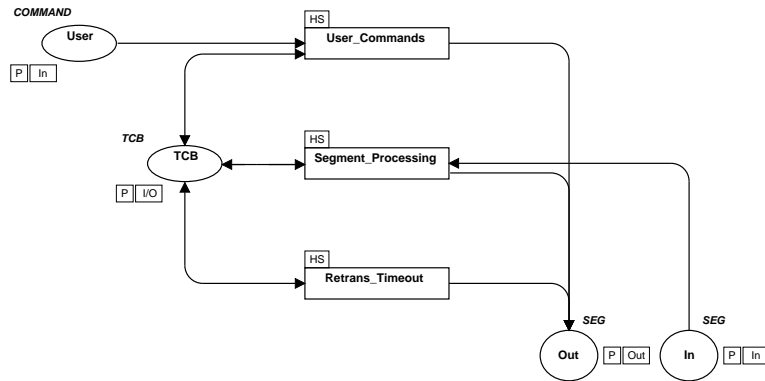 COMMAND
User
P In
HS
User_Commands
TCB
TCB
P I/O
HS
Segment_Processing
HS
Retrans_Timeout
SEG
Out
P Out
SEG
In
P In